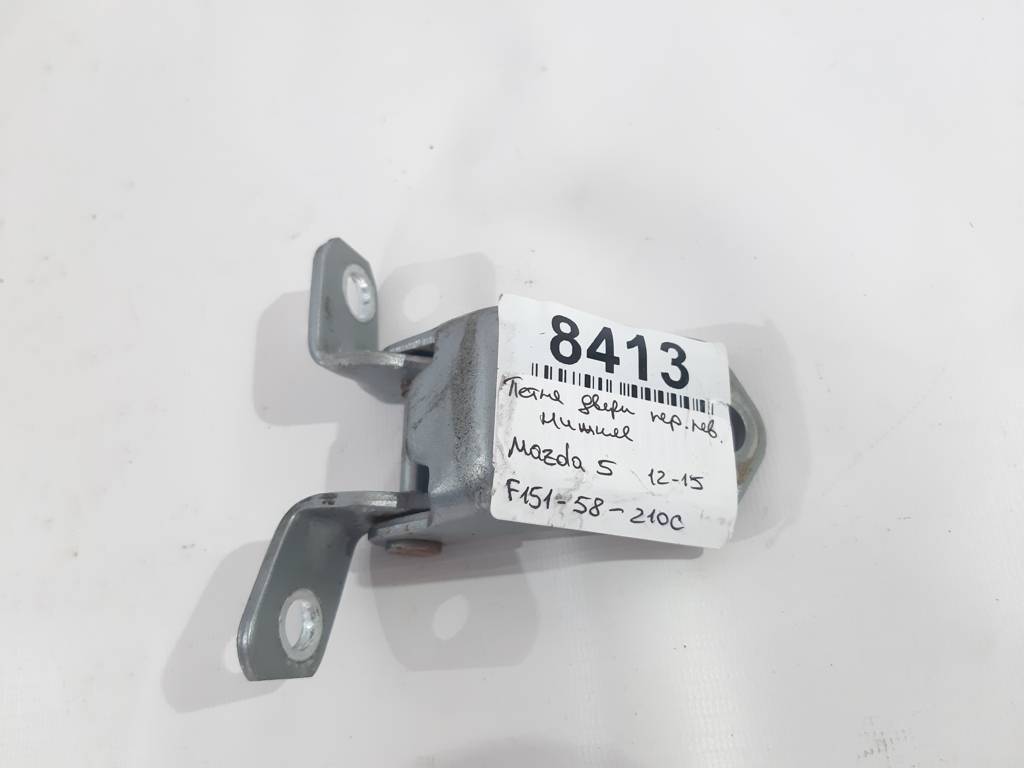 8413
Петля двери пер. лев.
нижняя
Mazda 5 12-15
F151-58-210C